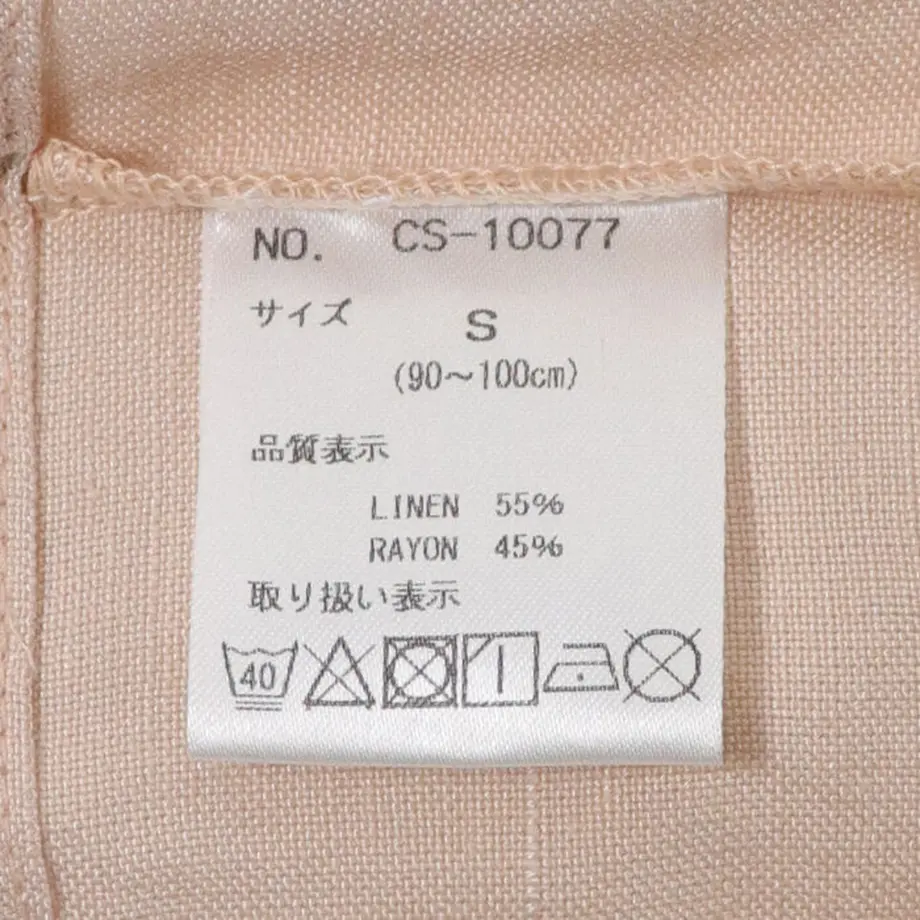 NO. CS-10077
サイズ S
(90～100cm)
品質表示
LINEN 55%
RAYON 45%
取り扱い表示
40